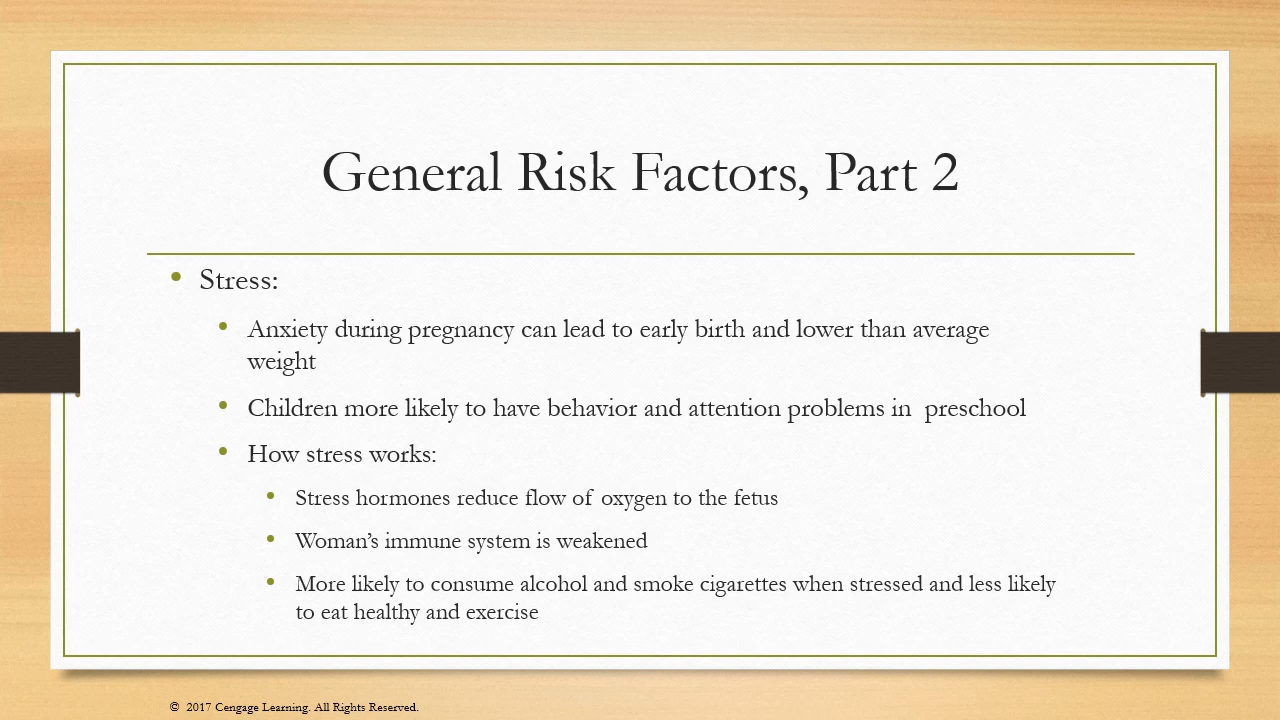 General Risk Factors, Part 2
• Stress:
• Anxiety during pregnancy can lead to early birth and lower than average
weight
• Children more likely to have behavior and attention problems in  preschool
• How stress works:
• Stress hormones reduce flow of oxygen to the fetus
• Woman’s immune system is weakened
• More likely to consume alcohol and smoke cigarettes when stressed and less likely
to eat healthy and exercise
© 2017 Cengage Learning. All Rights Reserved.